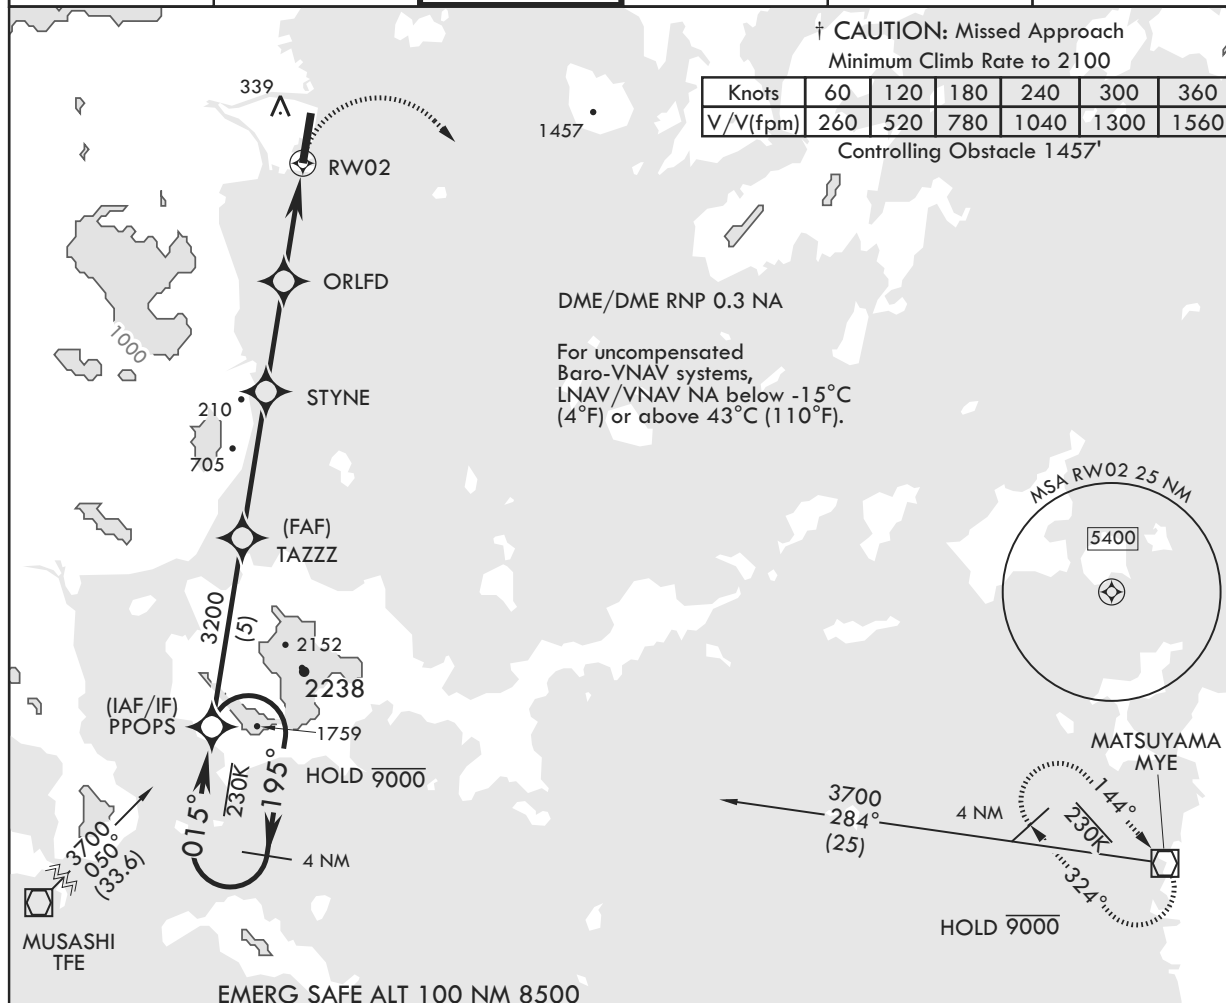 † CAUTION: Missed Approach
Minimum Climb Rate to 2100
Knots 60 120 180 240 300 360
V/V(fpm) 260 520 780 1040 1300 1560
Controlling Obstacle 1457'
339
1457
RW02
ORLFD
DME/DME RNP 0.3 NA
1000
For uncompensated
Baro-VNAV systems,
LNAV/VNAV NA below -15°C
(4°F) or above 43°C (110°F).
STYNE
210
705
MSA RW02 25 NM
5400
(FAF)
TAZZZ
3200
(5)
2152
2238
(IAF/IF)
PPOPS
1759
HOLD 9000
230K
015°
195°
4 NM
3700
050°
(33.6)
MUSASHI
TFE
MATSUYAMA
MYE
3700
284°
(25)
4 NM
144°
230K
324°
HOLD 9000
EMERG SAFE ALT 100 NM 8500